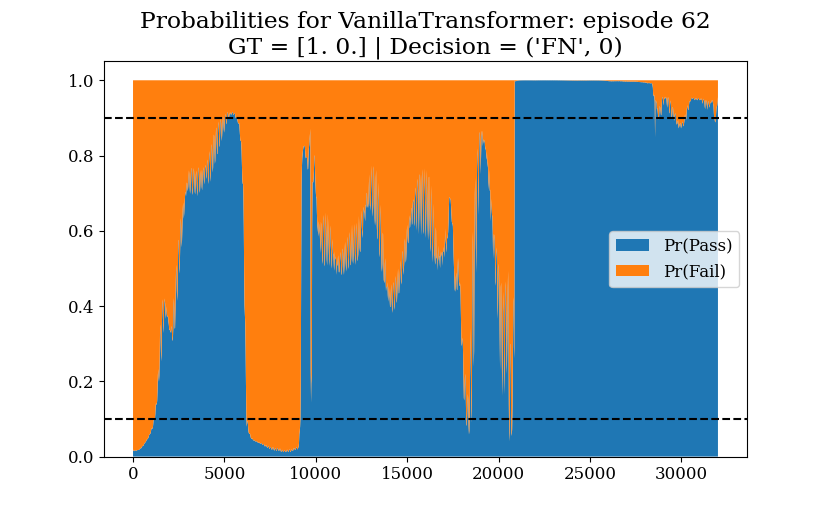 Probabilities for VanillaTransformer: episode 62
GT = [1. 0.] | Decision = ('FN', 0)
1.0
0.8
0.6
0.4
0.2
0.0
Pr(Pass)
Pr(Fail)
0 5000 10000 15000 20000 25000 30000